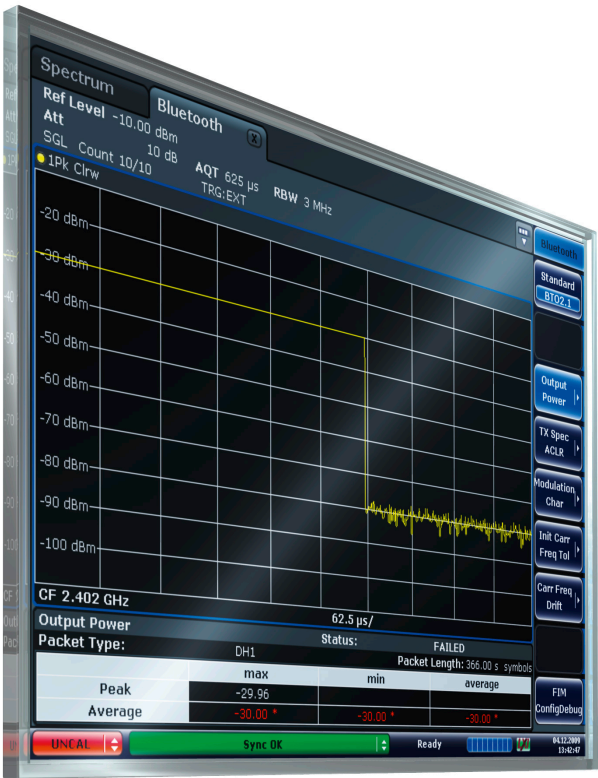 Spectrum
Bluetooth
X
Ref Level -10.00 dBm
Att 10 dB AQT 625 µs RBW 3 MHz
SGL Count 10/10 TRG:EXT
1Pk Clrw
-20 dBm
-30 dBm
-40 dBm
-50 dBm
-60 dBm
-70 dBm
-80 dBm
-90 dBm
-100 dBm
CF 2.402 GHz 62.5 µs/
Output Power Status: FAILED
Packet Type: DH1 Packet Length: 366.00 s symbols
max min average
Peak -29.96
Average -30.00 * -30.00 * -30.00 *
UNCAL Sync OK Ready 04.12.2009
13:42:47
Bluetooth
Standard
BTO2.1
Output
Power
TX Spec
ACLR
Modulation
Char
Init Carr
Freq Tol
Carr Freq
Drift
FIM
ConfigDebug